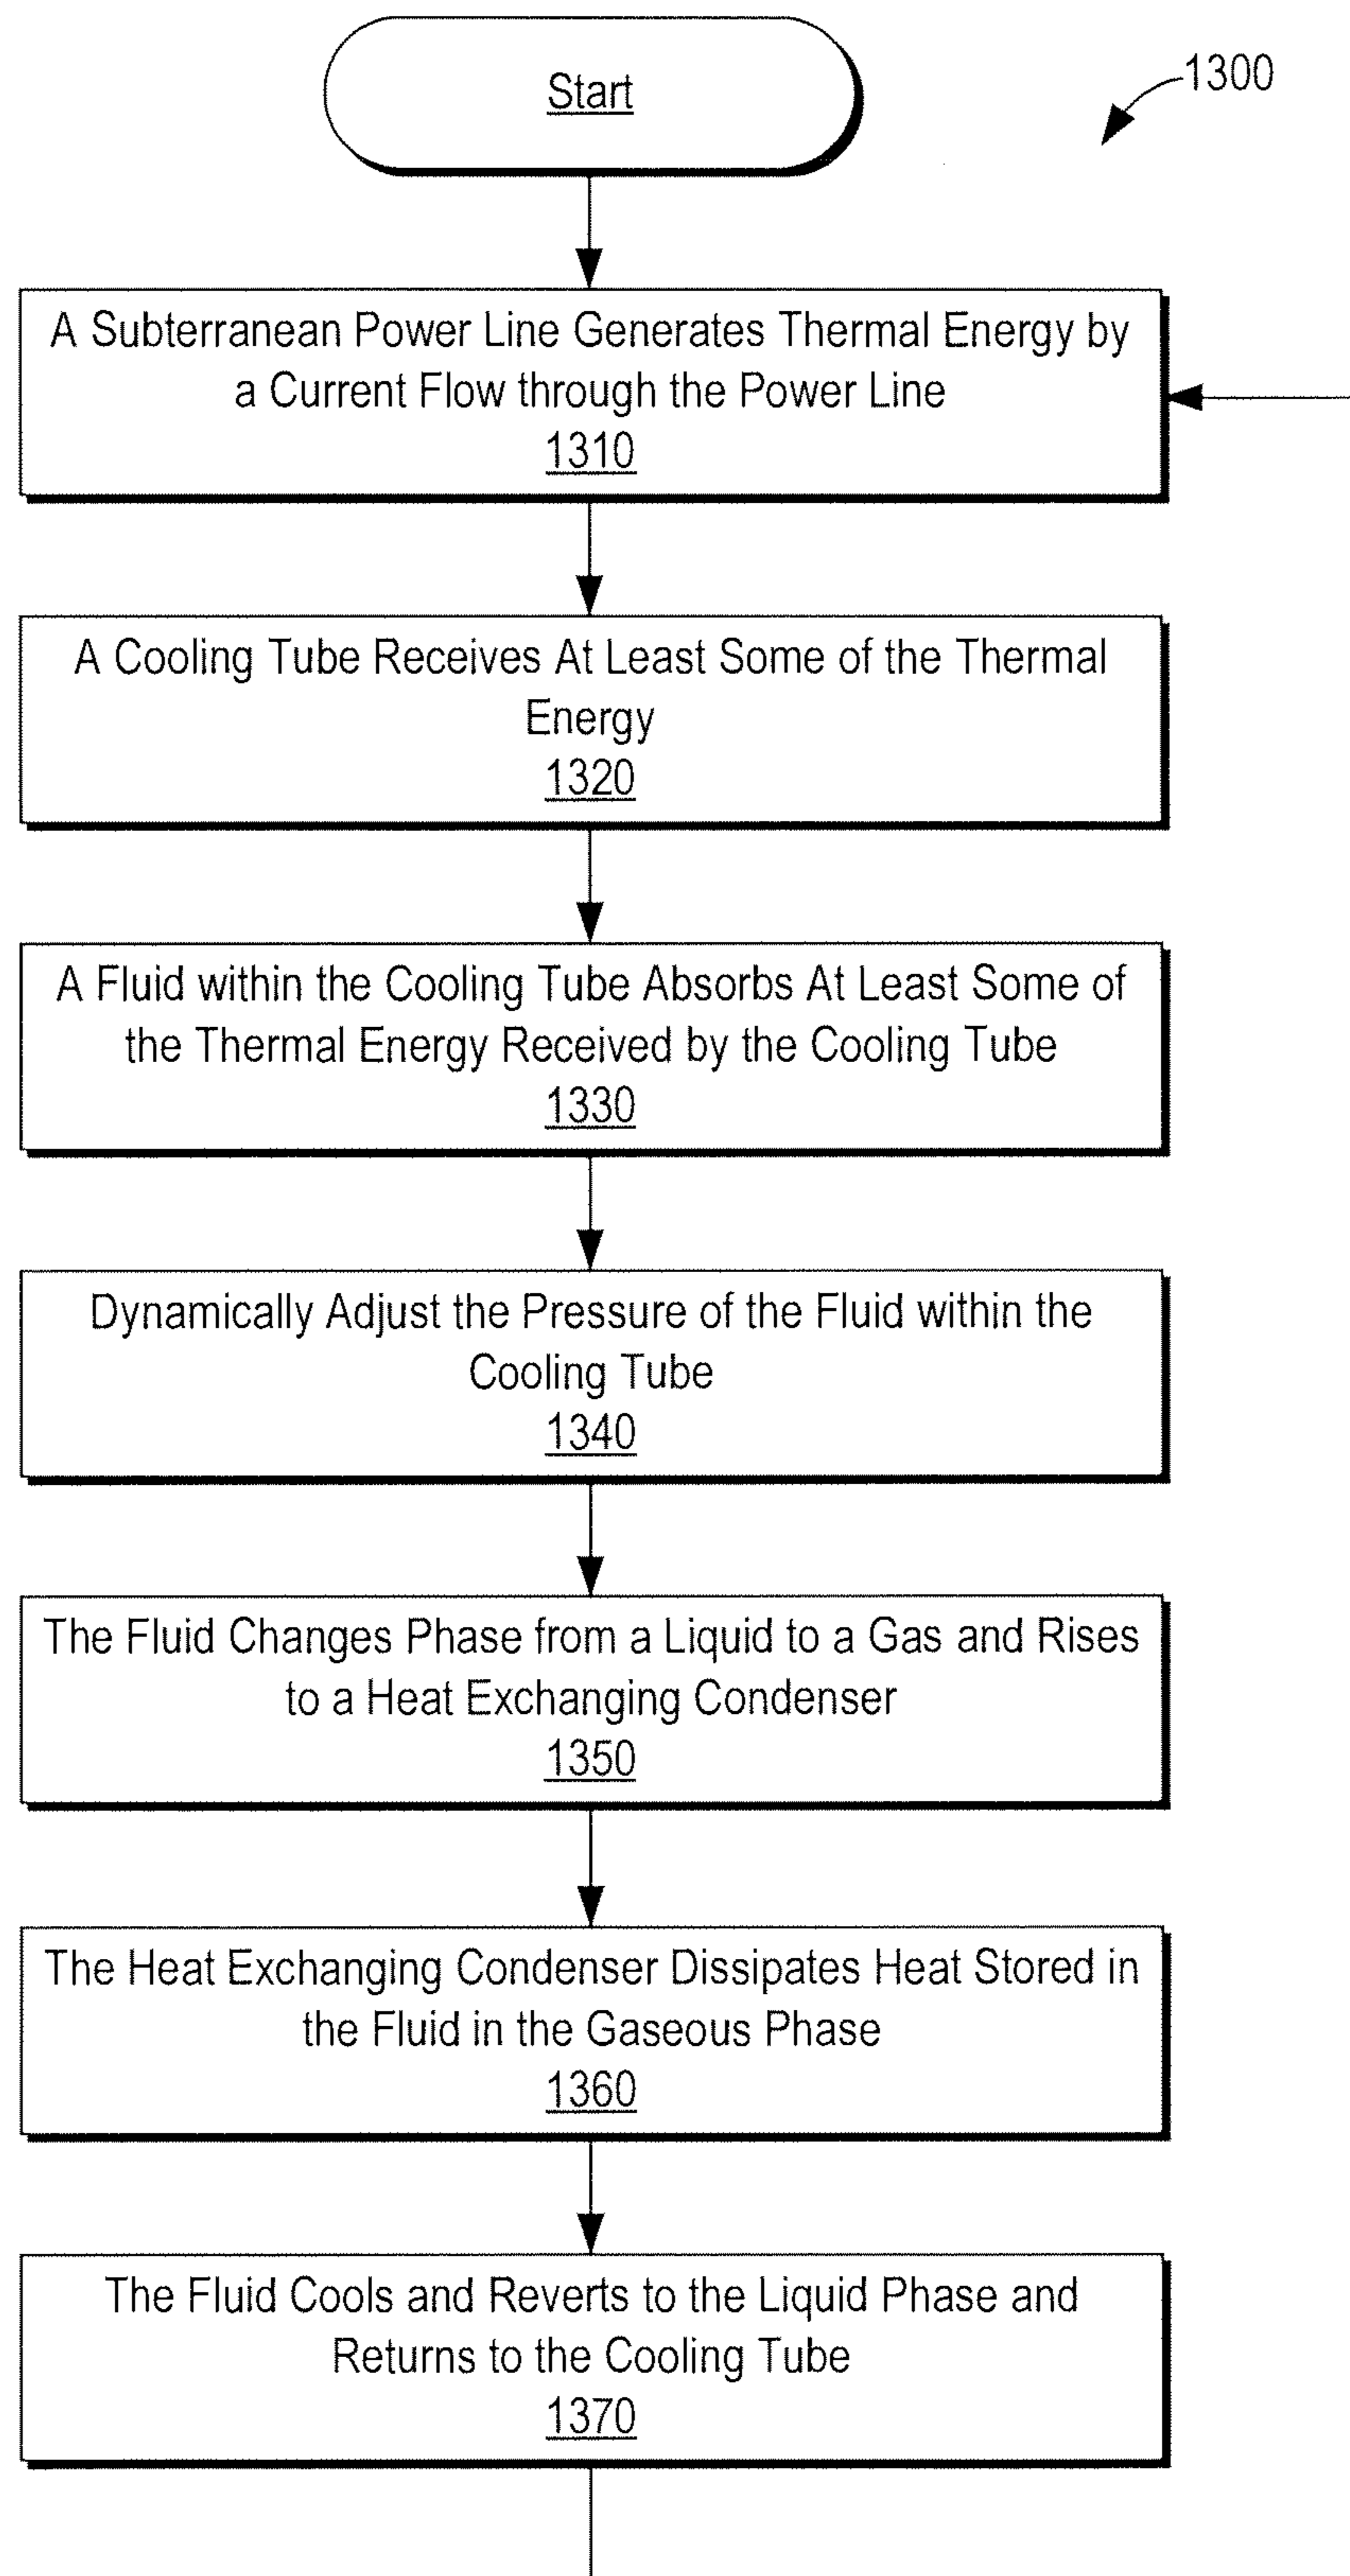 Start
1300
A Subterranean Power Line Generates Thermal Energy by
a Current Flow through the Power Line
1310
A Cooling Tube Receives At Least Some of the Thermal
Energy
1320
A Fluid within the Cooling Tube Absorbs At Least Some of
the Thermal Energy Received by the Cooling Tube
1330
Dynamically Adjust the Pressure of the Fluid within the
Cooling Tube
1340
The Fluid Changes Phase from a Liquid to a Gas and Rises
to a Heat Exchanging Condenser
1350
The Heat Exchanging Condenser Dissipates Heat Stored in
the Fluid in the Gaseous Phase
1360
The Fluid Cools and Reverts to the Liquid Phase and
Returns to the Cooling Tube
1370